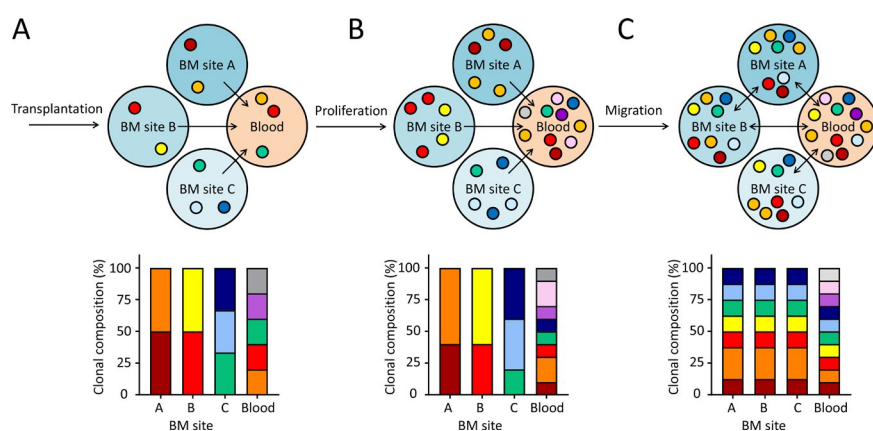 A
B
C
Transplantation
BM site A
BM site B
Blood
BM site C
Proliferation
BM site A
BM site B
Blood
BM site C
Migration
BM site A
BM site B
Blood
BM site C
Clonal composition (%)
100
75
50
25
0
A B C Blood
BM site
Clonal composition (%)
100
75
50
25
0
A B C Blood
BM site
Clonal composition (%)
100
75
50
25
0
A B C Blood
BM site